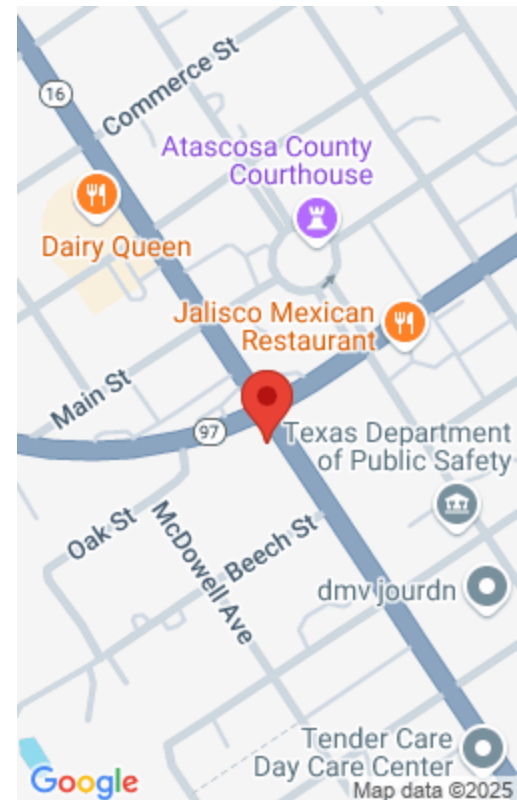 16
Commerce St
Atascosa County
Courthouse
Dairy Queen
Jalisco Mexican
Restaurant
Main St
97
Texas Department
of Public Safety
Oak St
McDowell Ave
Beech St
dmv jourdn
Tender Care
Day Care Center
Google
Map data ©2025